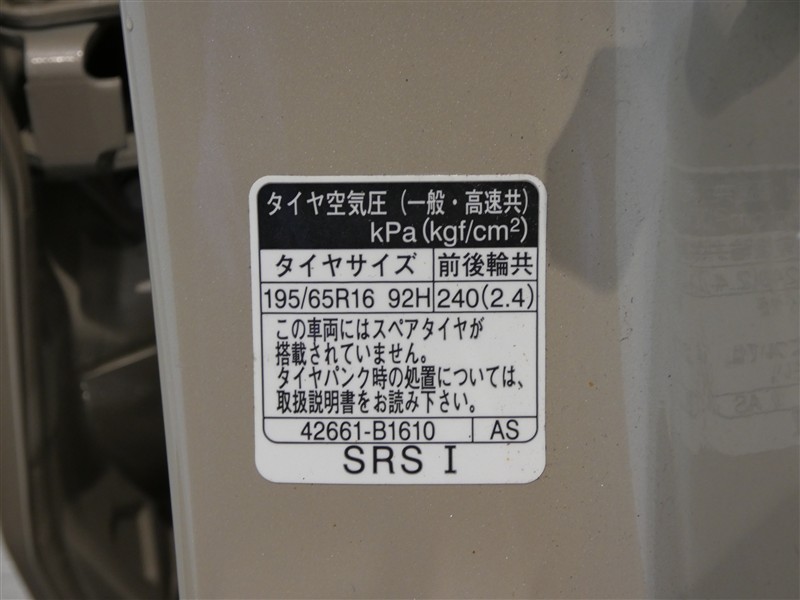 タイヤ空気圧(一般・高速共)
kPa(kgf/cm²)
タイヤサイズ 前後輪共
195/65R16 92H 240(2.4)
この車両にはスペアタイヤが
搭載されていません。
タイヤパンク時の処置については、
取扱説明書をお読み下さい。
42661-B1610 AS
SRS I